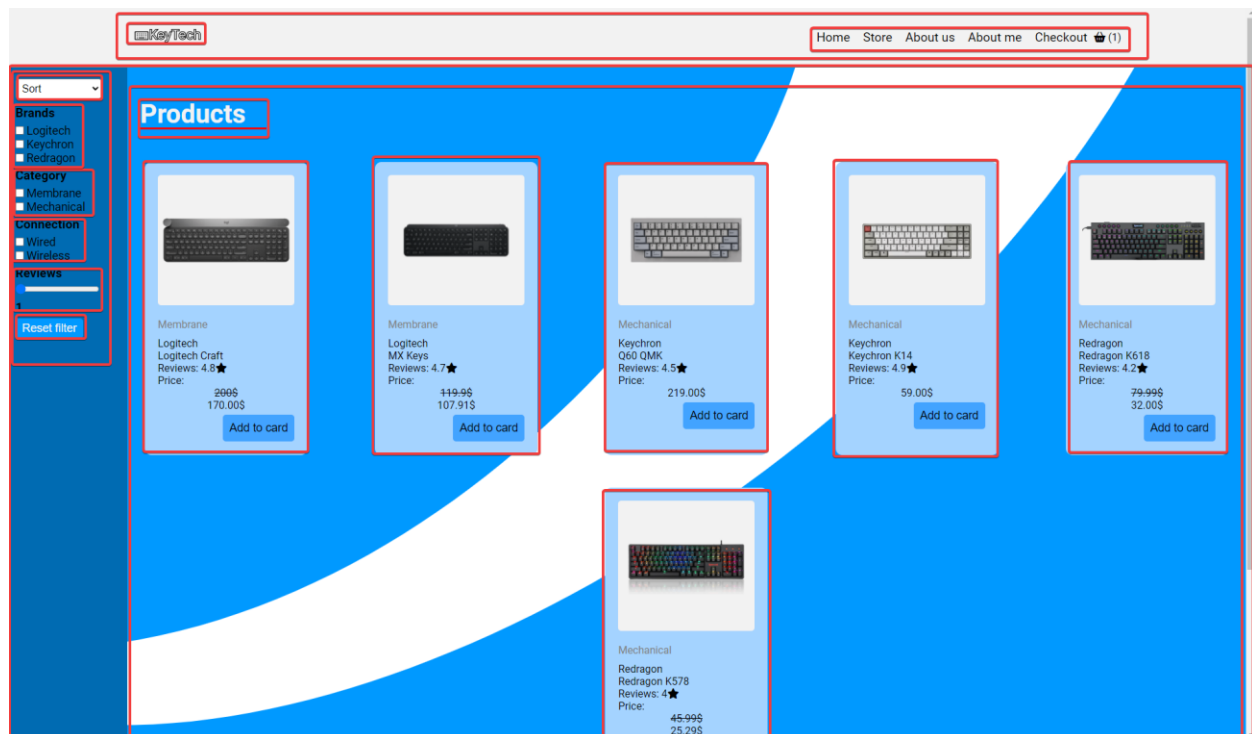 KeyTech
Home Store About us About me Checkout (1)
Sort
Brands
Logitech
Keychron
Redragon
Category
Membrane
Mechanical
Connection
Wired
Wireless
Reviews
1
Reset filter
Products
Membrane
Logitech
Logitech Craft
Reviews: 4.8
Price:
200$
170.00$
Add to card
Membrane
Logitech
MX Keys
Reviews: 4.7
Price:
119.9$
107.91$
Add to card
Mechanical
Keychron
Q60 QMK
Reviews: 4.5
Price:
219.00$
Add to card
Mechanical
Keychron
Keychron K14
Reviews: 4.9
Price:
59.00$
Add to card
Mechanical
Redragon
Redragon K618
Reviews: 4.2
Price:
79.99$
32.00$
Add to card
Mechanical
Redragon
Redragon K578
Reviews: 4
Price:
45.99$
25.29$